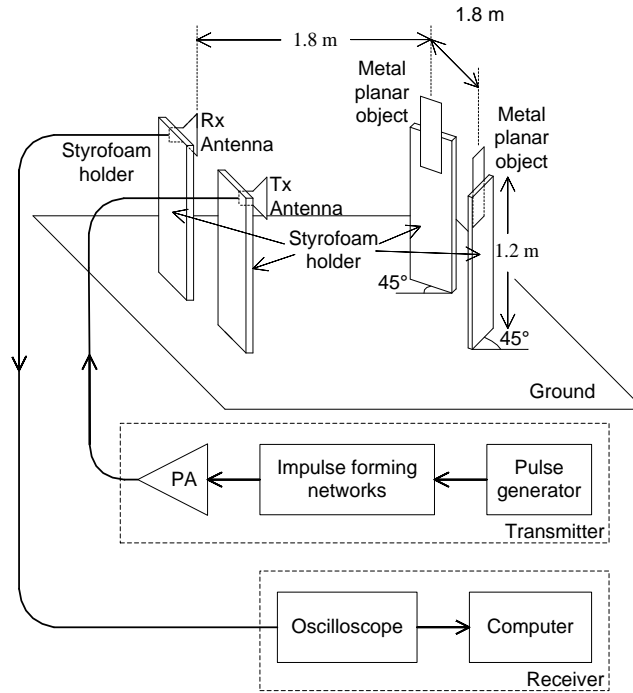 1.8 m
1.8 m
Metal
planar
object
Metal
planar
object
Rx
Antenna
Styrofoam
holder
Tx
Antenna
Styrofoam
holder
1.2 m
45°
45°
Ground
PA
Impulse forming
networks
Pulse
generator
Transmitter
Oscilloscope
Computer
Receiver